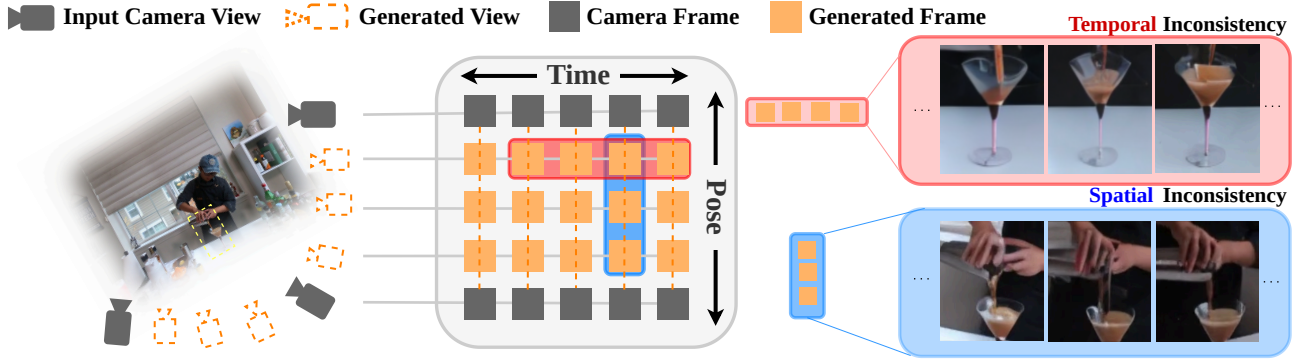 Input Camera View
Generated View
Camera Frame
Generated Frame
Temporal Inconsistency
Time
Pose
...
...
Spatial Inconsistency
...
...